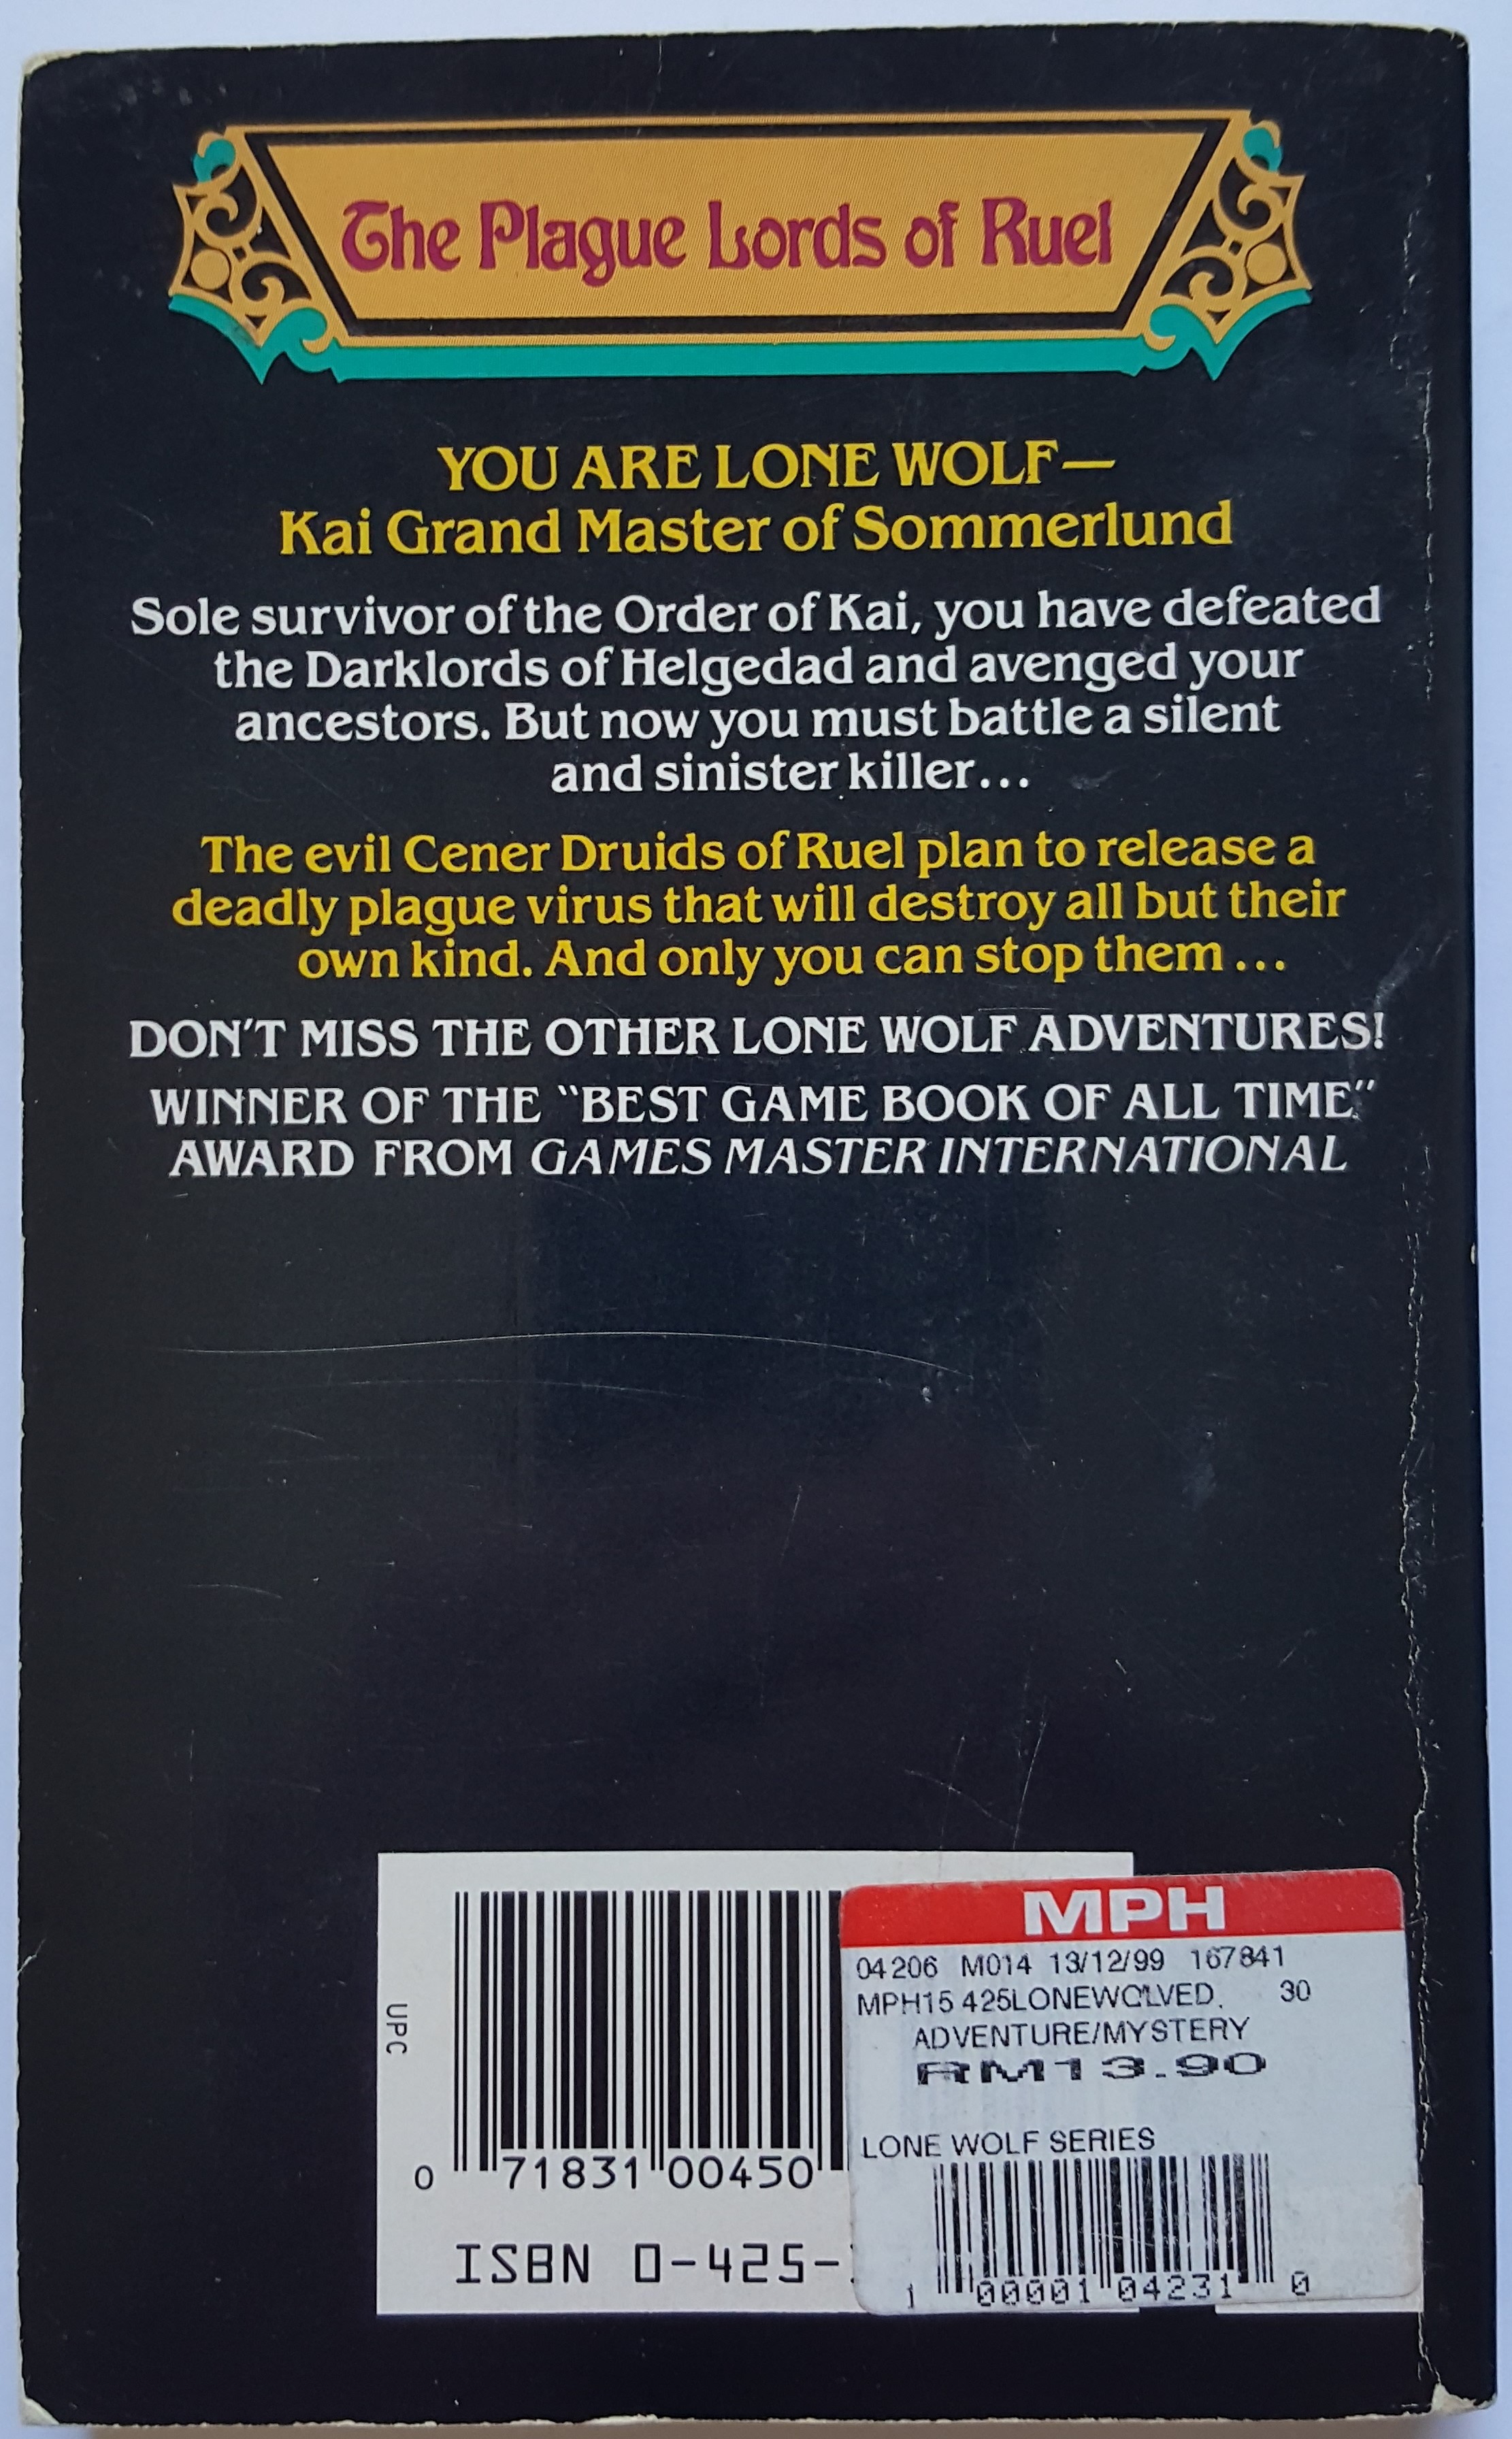 The Plague Lords of Ruel
YOU ARE LONE WOLF—
Kai Grand Master of Sommerlund
Sole survivor of the Order of Kai, you have defeated
the Darklords of Helgedad and avenged your
ancestors. But now you must battle a silent
and sinister killer...
The evil Cener Druids of Ruel plan to release a
deadly plague virus that will destroy all but their
own kind. And only you can stop them...
DON'T MISS THE OTHER LONE WOLF ADVENTURES!
WINNER OF THE "BEST GAME BOOK OF ALL TIME"
AWARD FROM GAMES MASTER INTERNATIONAL
UPC
0 71831 00450
ISBN 0-425-
MPH
04206 M014 13/12/99 167841
MPH15 425LONEWOLVED. 30
ADVENTURE/MYSTERY
RM13.90
LONE WOLF SERIES
1 00001 04231 0